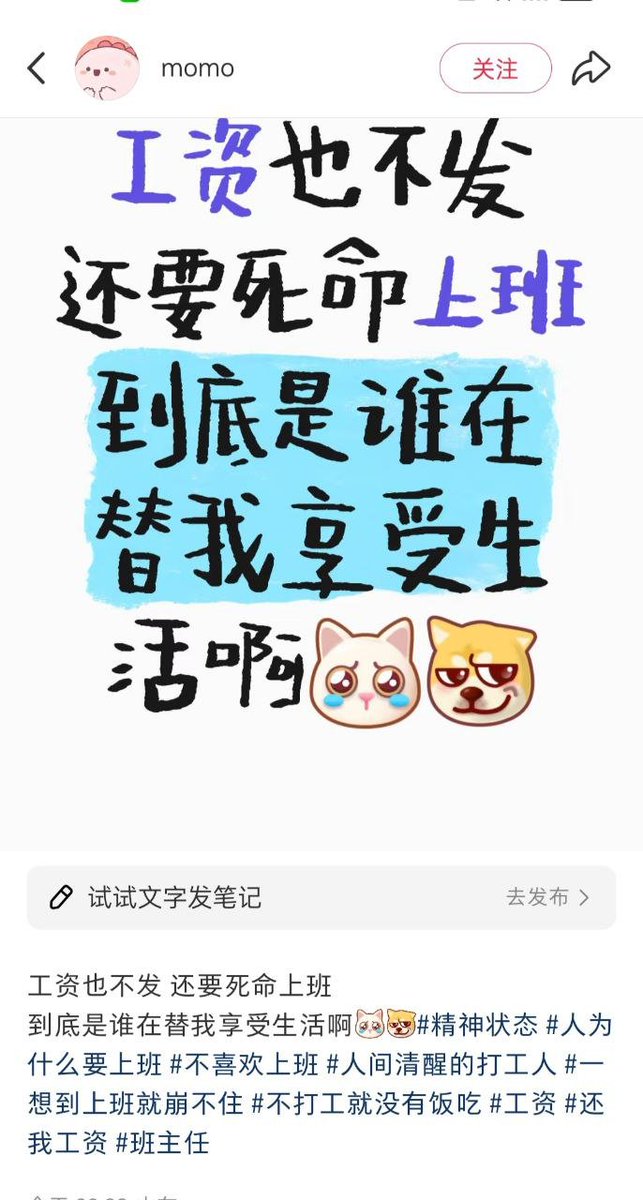 momo
关注
工资也不发
还要死命上班
到底是谁在
替我享受生
活啊
试试文字发笔记
去发布
工资也不发 还要死命上班
到底是谁在替我享受生活啊#精神状态 #人为
什么要上班 #不喜欢上班 #人间清醒的打工人 #一
想到上班就崩不住 #不打工就没有饭吃 #工资 #还
我工资 #班主任